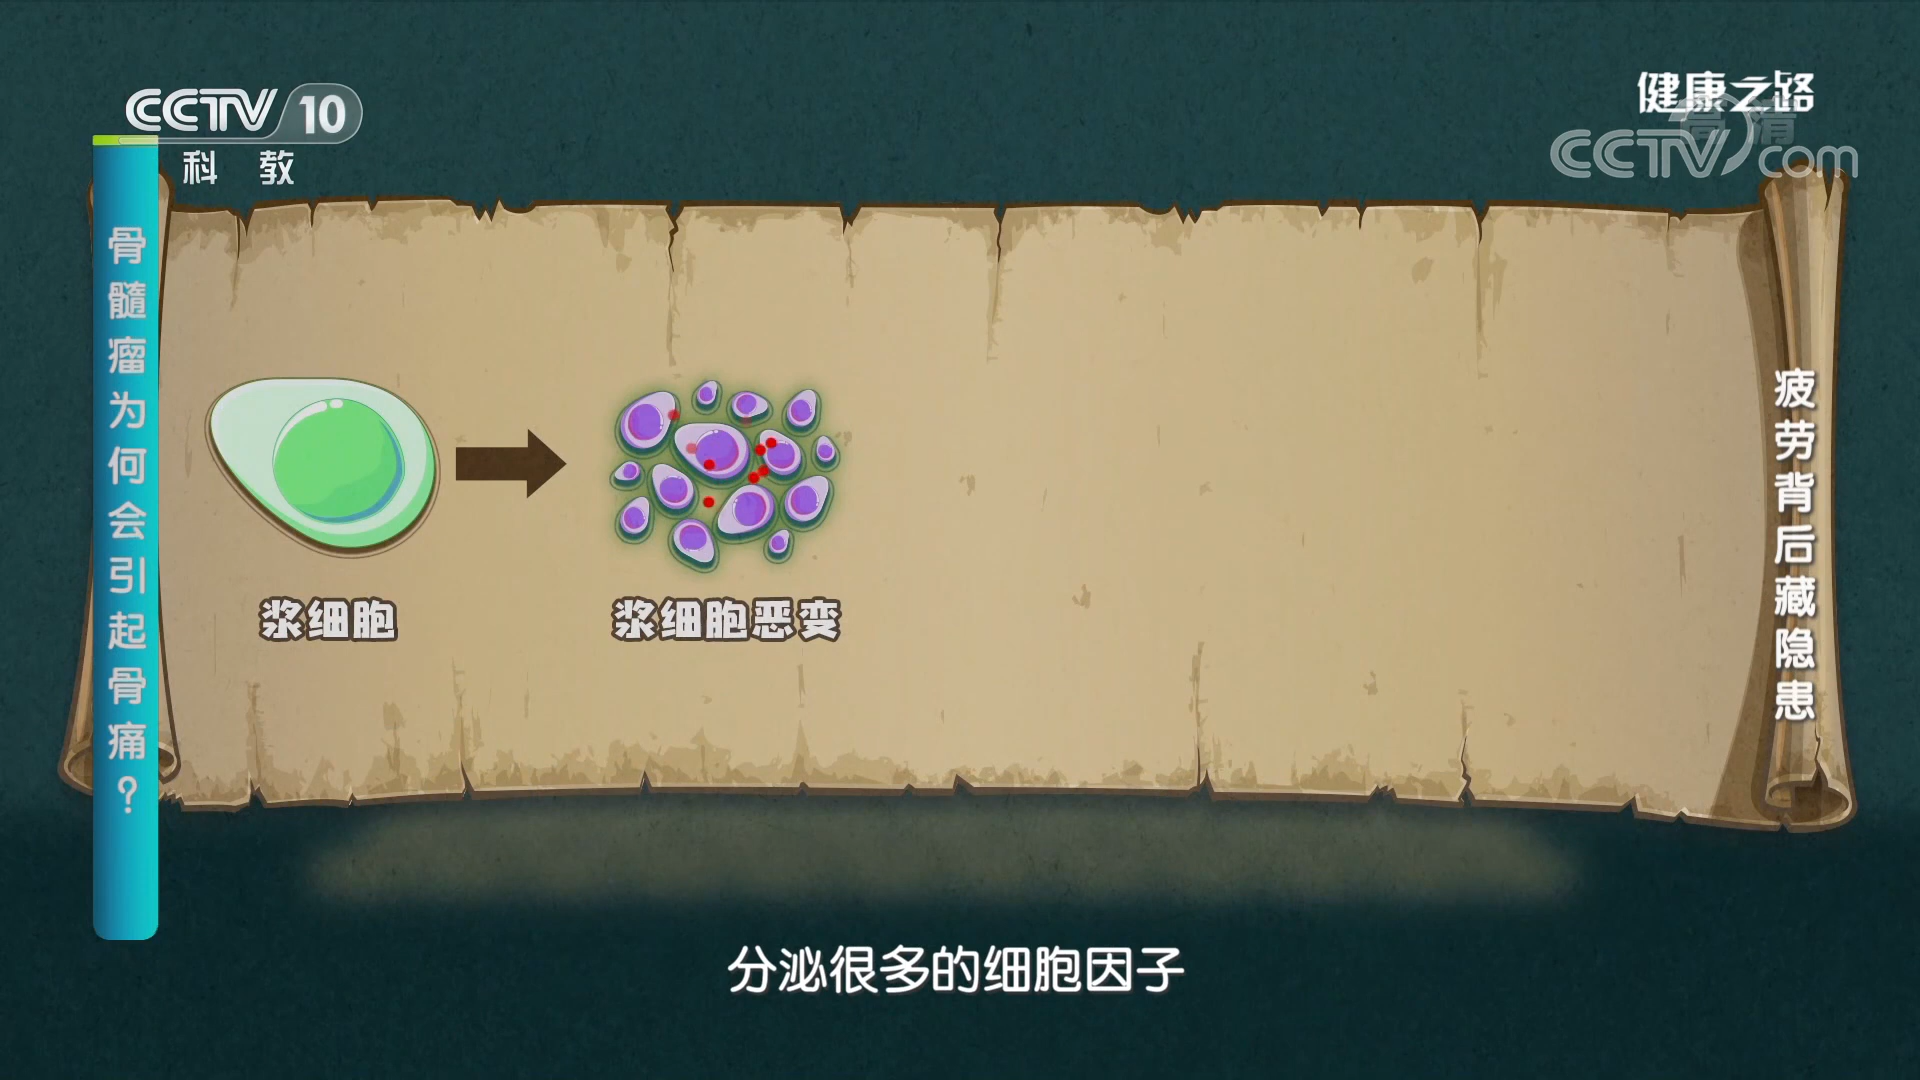 CCTV 10
科教
健康之路
高清
CCTV.com
骨髓瘤为何会引起骨痛？
疲劳背后藏隐患
浆细胞
浆细胞恶变
分泌很多的细胞因子